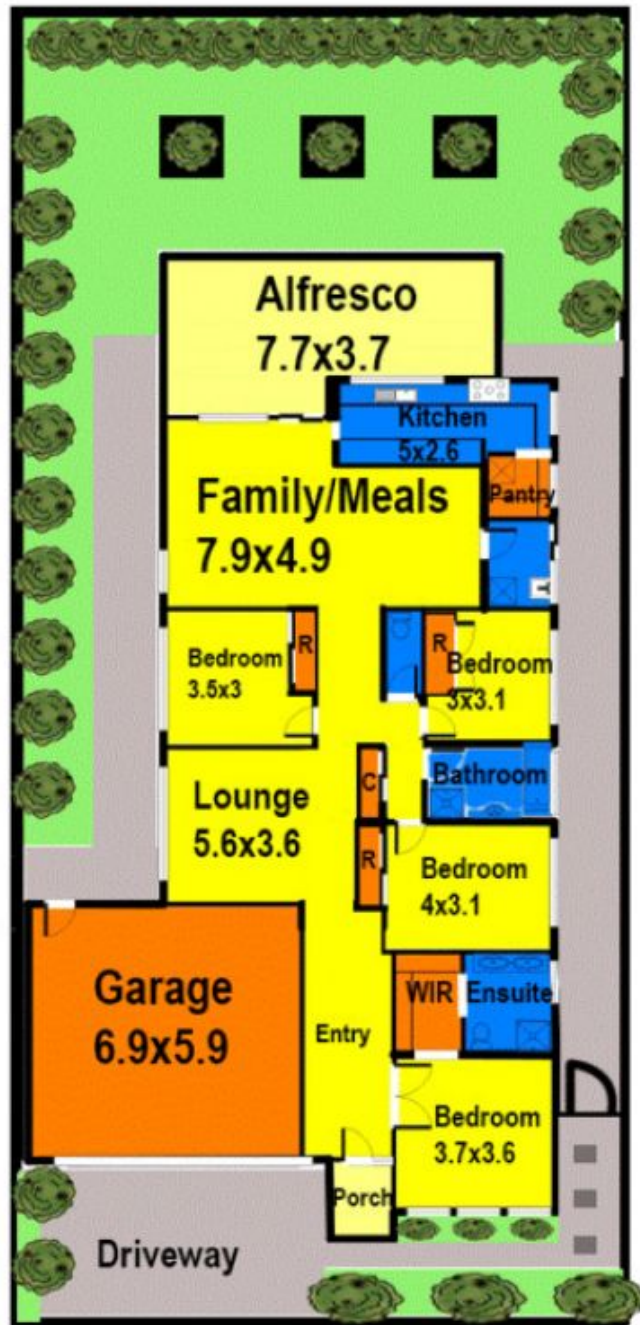 Alfresco
7.7x3.7
Kitchen
5x2.6
Pantry
Family/Meals
7.9x4.9
R
Bedroom
3.5x3
R
Bedroom
3x3.1
Lounge
5.6x3.6
C
Bathroom
R
Bedroom
4x3.1
Garage
6.9x5.9
WIR
Ensuite
Entry
Bedroom
3.7x3.6
Porch
Driveway